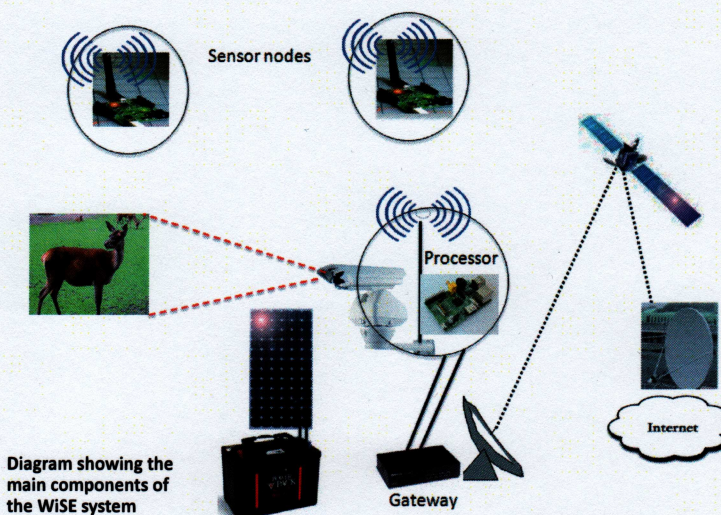 Sensor nodes
Processor
Internet
Gateway
Diagram showing the
main components of
the WiSE system